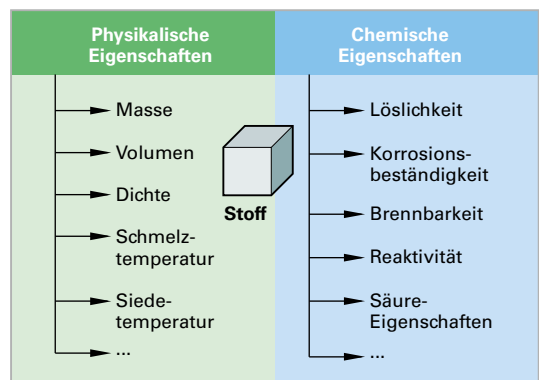 Physikalische
Eigenschaften
Masse
Volumen
Dichte
Schmelz-
temperatur
Siede-
temperatur
...
Stoff
Chemische
Eigenschaften
Löslichkeit
Korrosions-
beständigkeit
Brennbarkeit
Reaktivität
Säure-
Eigenschaften
...